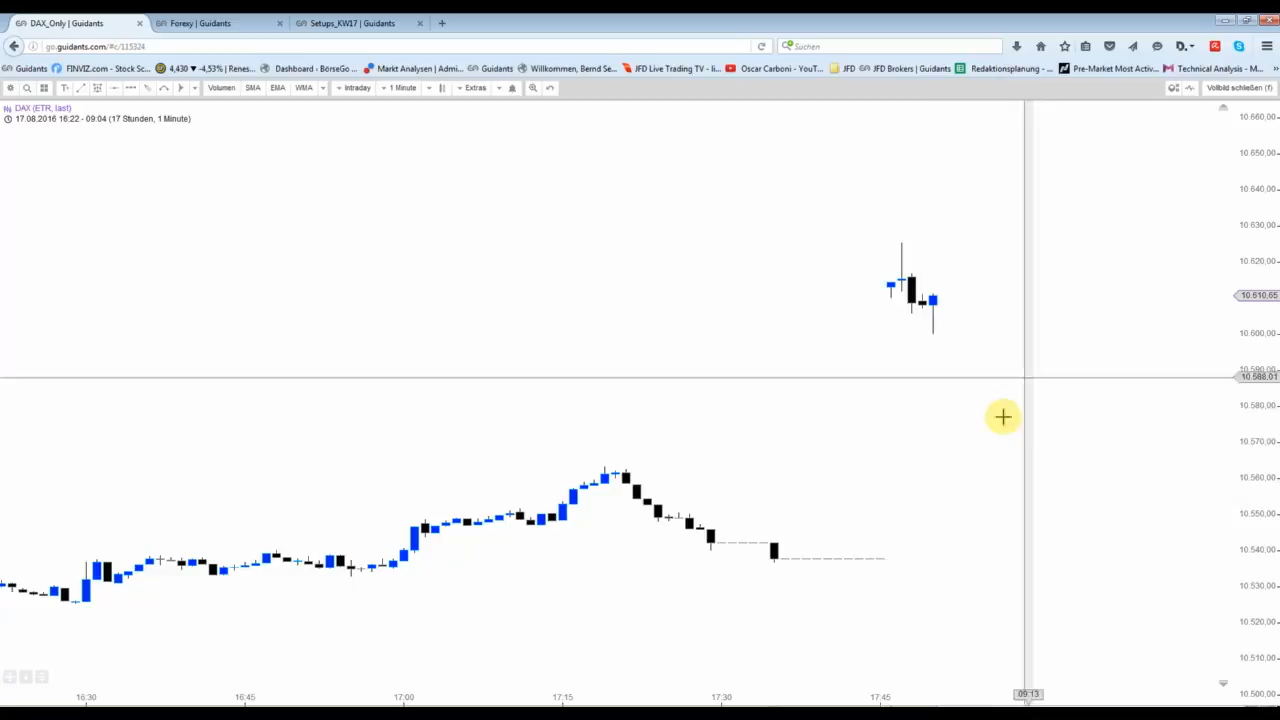 DAX_Only | Guidants
Forexy | Guidants
Setups_KW17 | Guidants
go.guidants.com/#c/115324
Suchen
Guidants
FINVIZ.com - Stock Sc...
4,430 ▾ -4,53% | Renes...
Dashboard ‹ BörseGo ...
Markt Analysen | Admi...
Guidants
Willkommen, Bernd Se...
JFD Live Trading TV - li...
Oscar Carboni - YouT...
JFD
JFD Brokers | Guidants
Redaktionsplanung - ...
Pre-Market Most Activ...
Technical Analysis - M...
Volumen
SMA
EMA
WMA
Intraday
1 Minute
Extras
Vollbild schließen (f)
DAX (ETR, last)
17.08.2016 16:22 - 09:04 (17 Stunden, 1 Minute)
10.660,00
10.650,00
10.640,00
10.630,00
10.620,00
10.610,65
10.600,00
10.590,00
10.588,01
10.580,00
10.570,00
10.560,00
10.550,00
10.540,00
10.530,00
10.520,00
10.510,00
10.500,00
16:30
16:45
17:00
17:15
17:30
17:45
09:13